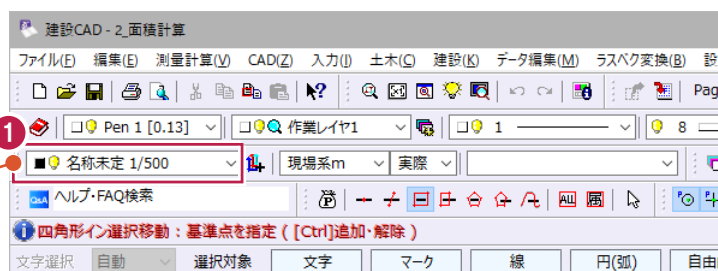 建設CAD - 2_面積計算
ファイル(F) 編集(E) 測量計算(V) CAD(Z) 入力(I) 土木(C) 建設(K) データ編集(M) ラスベク変換(B) 設
Pag
1 Pen 1 [0.13] 作業レイヤ1 1 8
名称未定 1/500 現場系m 実際
Q&A ヘルプ・FAQ検索 ALL 属
四角形イン選択移動：基準点を指定 ( [Ctrl]追加・解除 )
文字選択 自動 選択対象 文字 マーク 線 円(弧) 自由